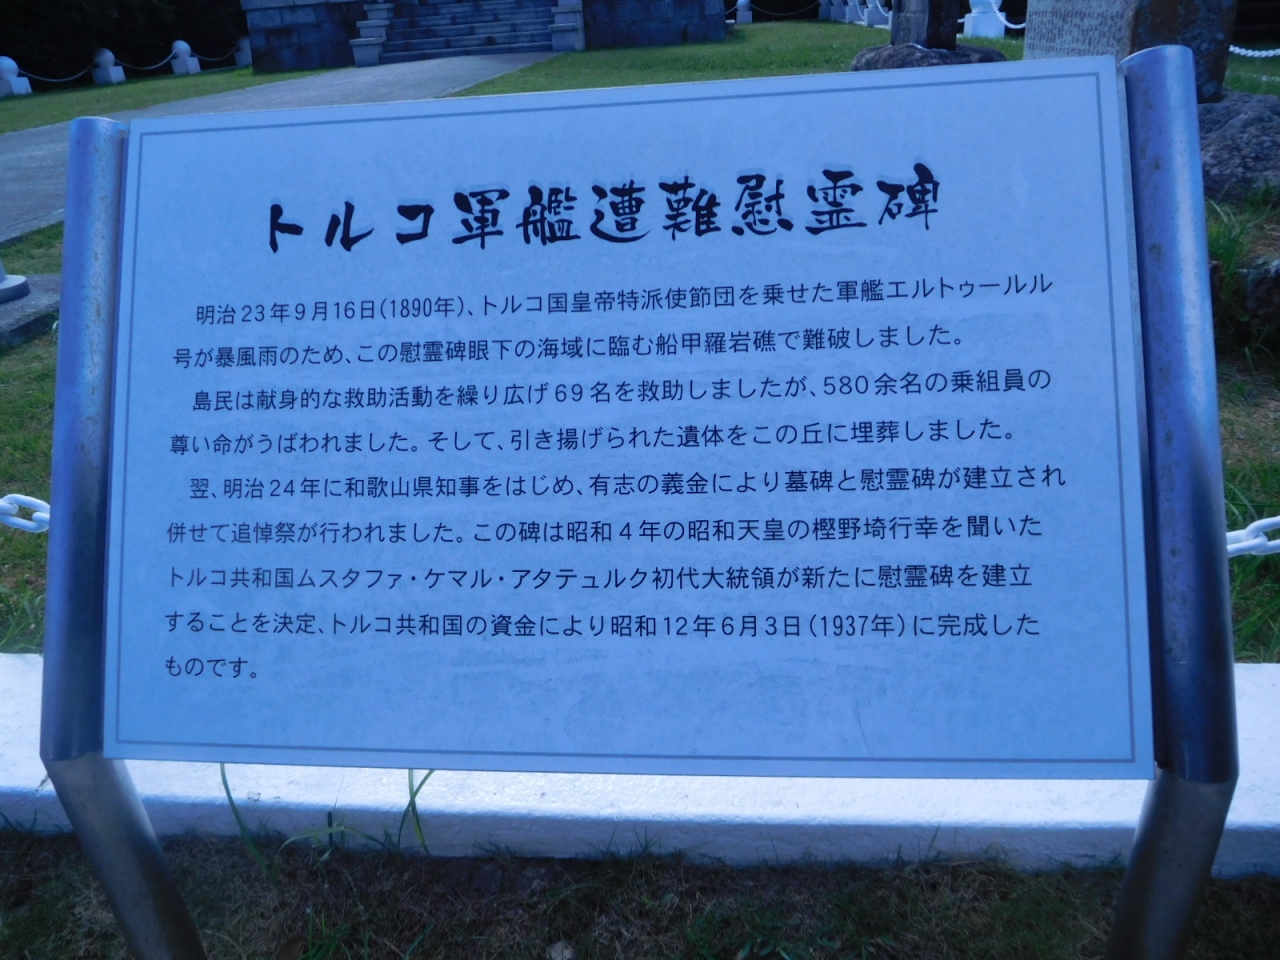 トルコ軍艦遭難慰霊碑
明治23年9月16日(1890年)、トルコ国皇帝特派使節団を乗せた軍艦エルトゥールル
号が暴風雨のため、この慰霊碑眼下の海域に臨む船甲羅岩礁で難破しました。
島民は献身的な救助活動を繰り広げ69名を救助しましたが、580余名の乗組員の
尊い命がうばわれました。そして、引き揚げられた遺体をこの丘に埋葬しました。
翌、明治24年に和歌山県知事をはじめ、有志の義金により墓碑と慰霊碑が建立され
併せて追悼祭が行われました。この碑は昭和4年の昭和天皇の樫野埼行幸を聞いた
トルコ共和国ムスタファ・ケマル・アタテュルク初代大統領が新たに慰霊碑を建立
することを決定、トルコ共和国の資金により昭和12年6月3日(1937年)に完成した
ものです。